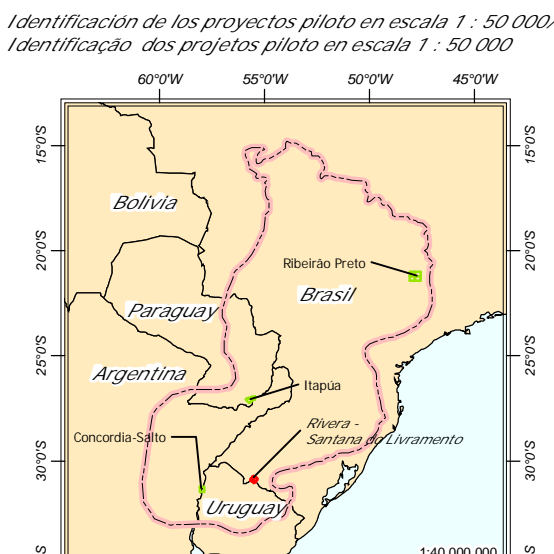 Identificación de los proyectos piloto en escala 1 : 50 000/
Identificação dos projetos piloto en escala 1 : 50 000
60°0'W 55°0'W 50°0'W 45°0'W
15°0'S 15°0'S
Bolivia
20°0'S 20°0'S
Ribeirão Preto
Brasil
Paraguay
25°0'S 25°0'S
Argentina
Itapúa
Rivera -
Santana do Livramento
Concordia-Salto
30°0'S 30°0'S
Uruguay
1:40 000 000